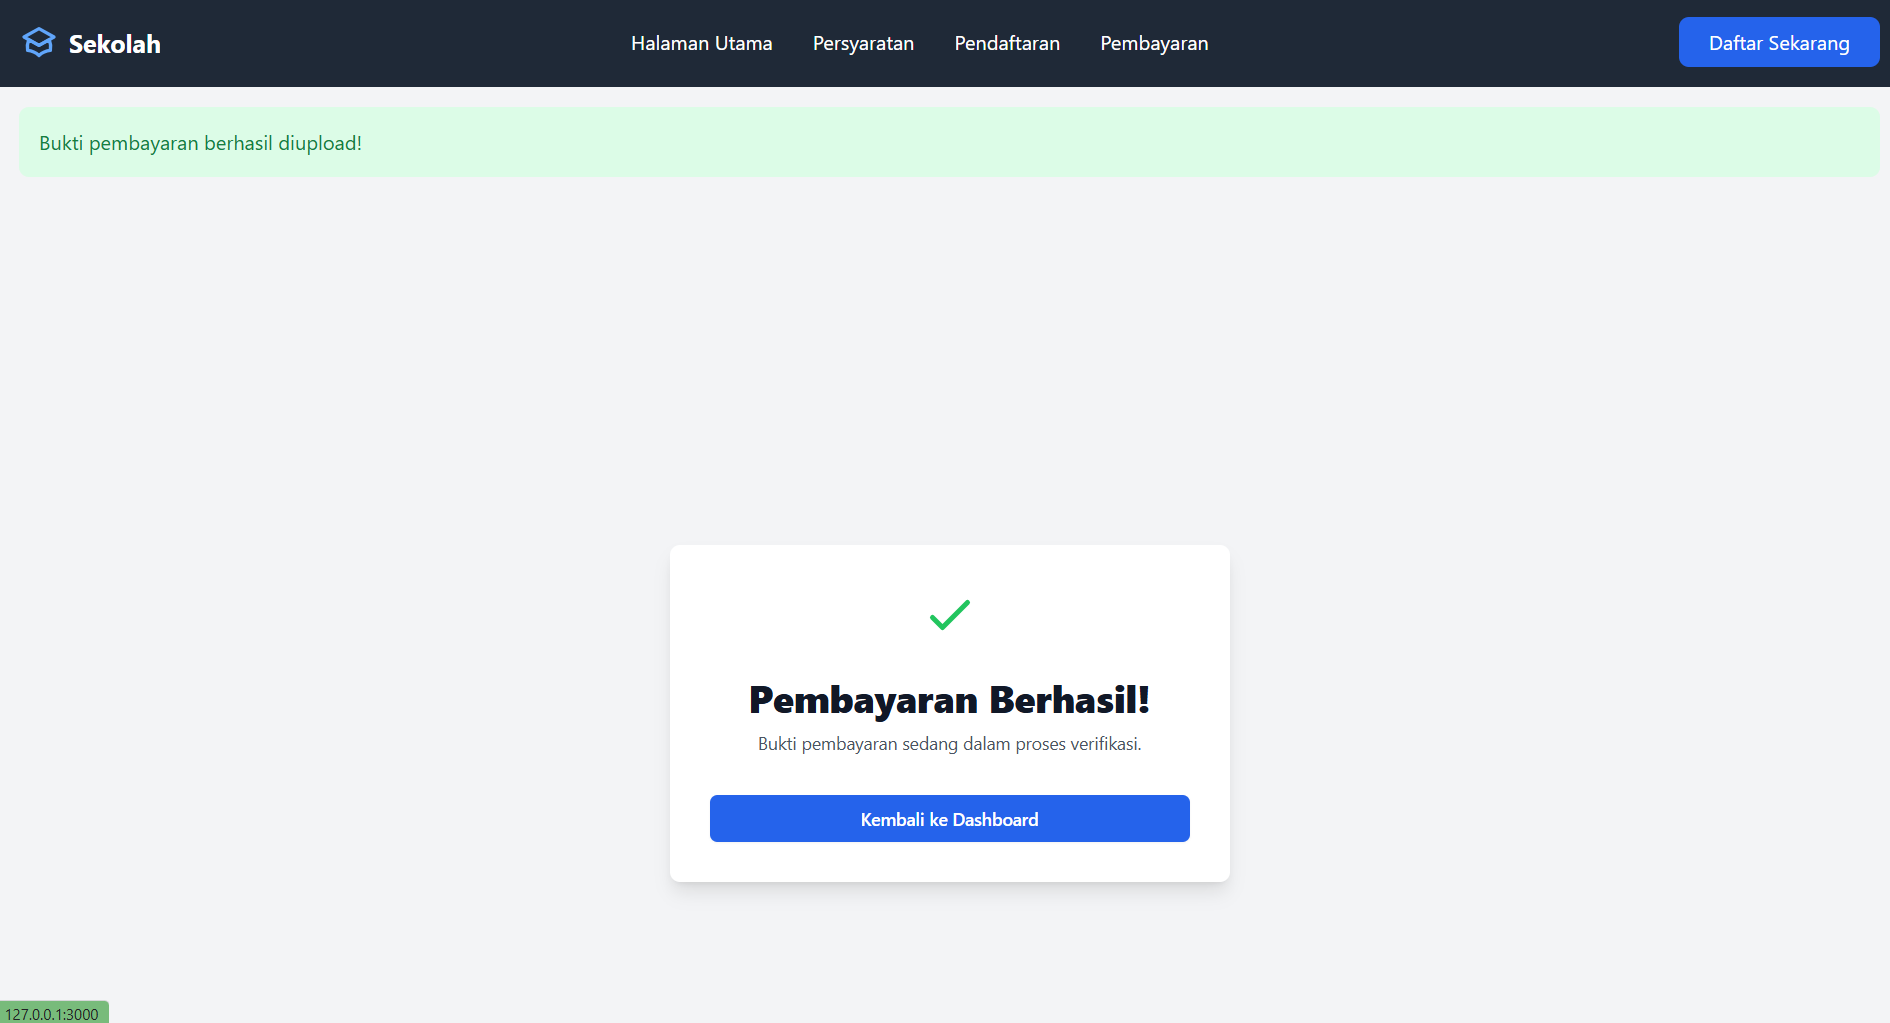 Sekolah
Halaman Utama
Persyaratan
Pendaftaran
Pembayaran
Daftar Sekarang
Bukti pembayaran berhasil diupload!
Pembayaran Berhasil!
Bukti pembayaran sedang dalam proses verifikasi.
Kembali ke Dashboard
127.0.0.1:3000